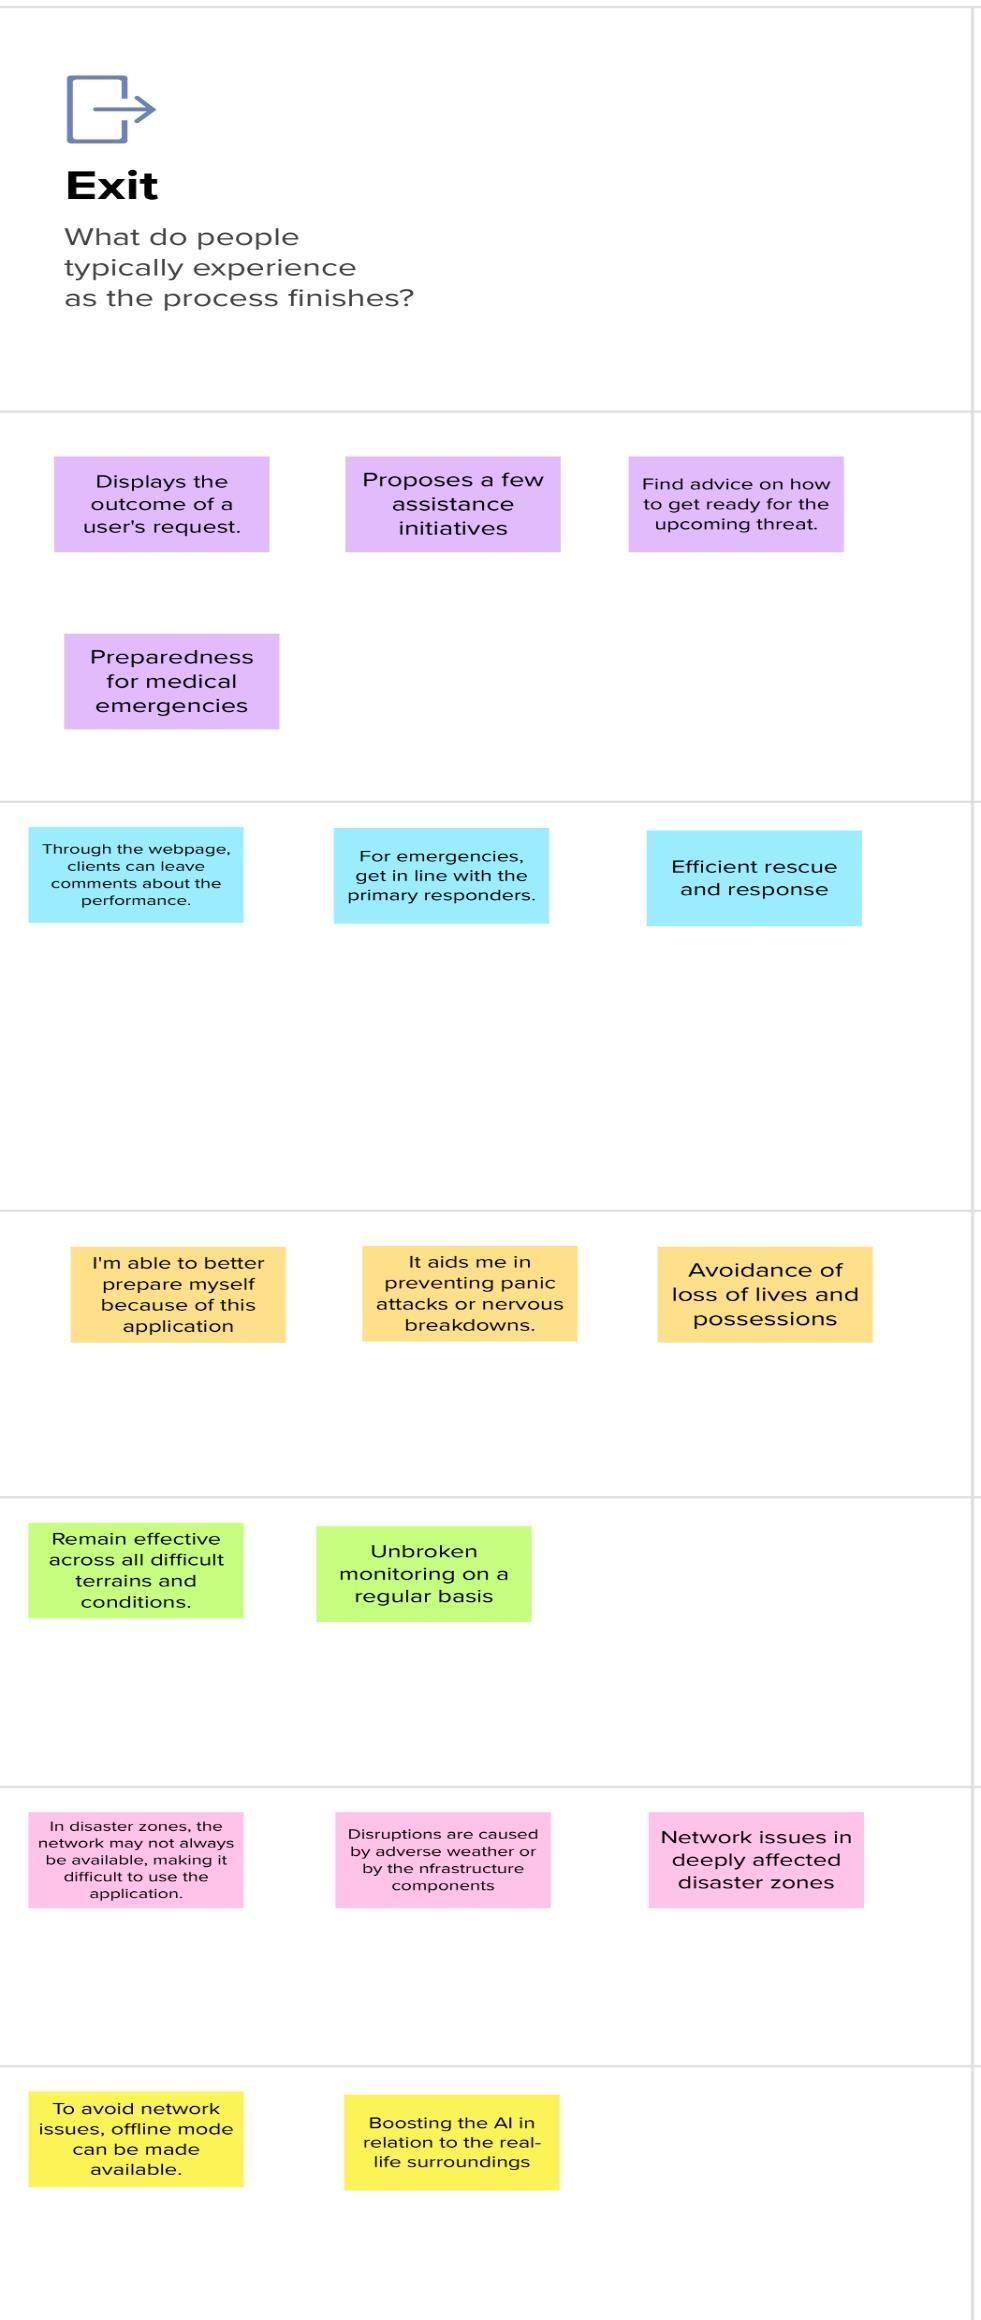 Exit
What do people
typically experience
as the process finishes?
Displays the
outcome of a
user's request.
Proposes a few
assistance
initiatives
Find advice on how
to get ready for the
upcoming threat.
Preparedness
for medical
emergencies
Through the webpage,
clients can leave
comments about the
performance.
For emergencies,
get in line with the
primary responders.
Efficient rescue
and response
I'm able to better
prepare myself
because of this
application
It aids me in
preventing panic
attacks or nervous
breakdowns.
Avoidance of
loss of lives and
possessions
Remain effective
across all difficult
terrains and
conditions.
Unbroken
monitoring on a
regular basis
In disaster zones, the
network may not always
be available, making it
difficult to use the
application.
Disruptions are caused
by adverse weather or
by the nfrastructure
components
Network issues in
deeply affected
disaster zones
To avoid network
issues, offline mode
can be made
available.
Boosting the AI in
relation to the real-
life surroundings